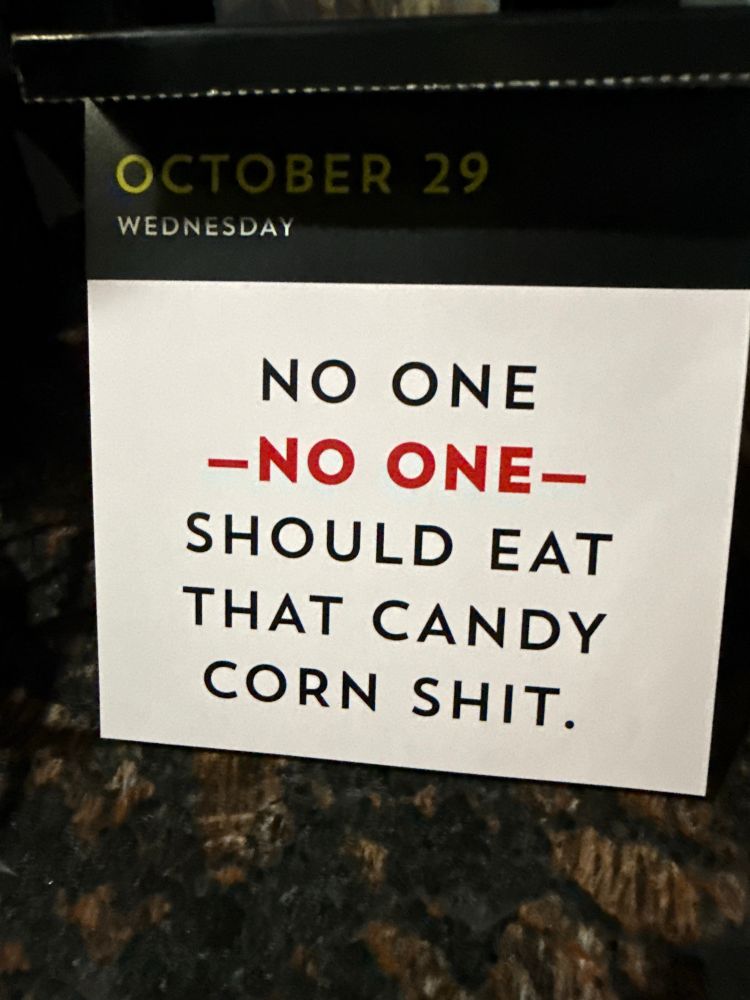 OCTOBER 29
WEDNESDAY
NO ONE
—NO ONE—
SHOULD EAT
THAT CANDY
CORN SHIT.